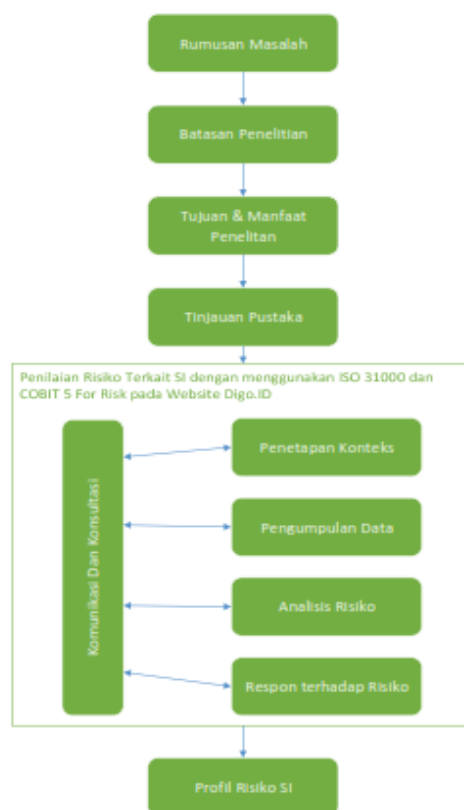 Rumusan Masalah
Batasan Penelitian
Tujuan & Manfaat
Penelitan
Tinjauan Pustaka
Penilaian Risiko Terkait SI dengan menggunakan ISO 31000 dan
COBIT 5 For Risk pada Website Digo.ID
Komunikasi Dan Konsultasi
Penetapan Konteks
Pengumpulan Data
Analisis Risiko
Respon terhadap Risiko
Profil Risiko SI